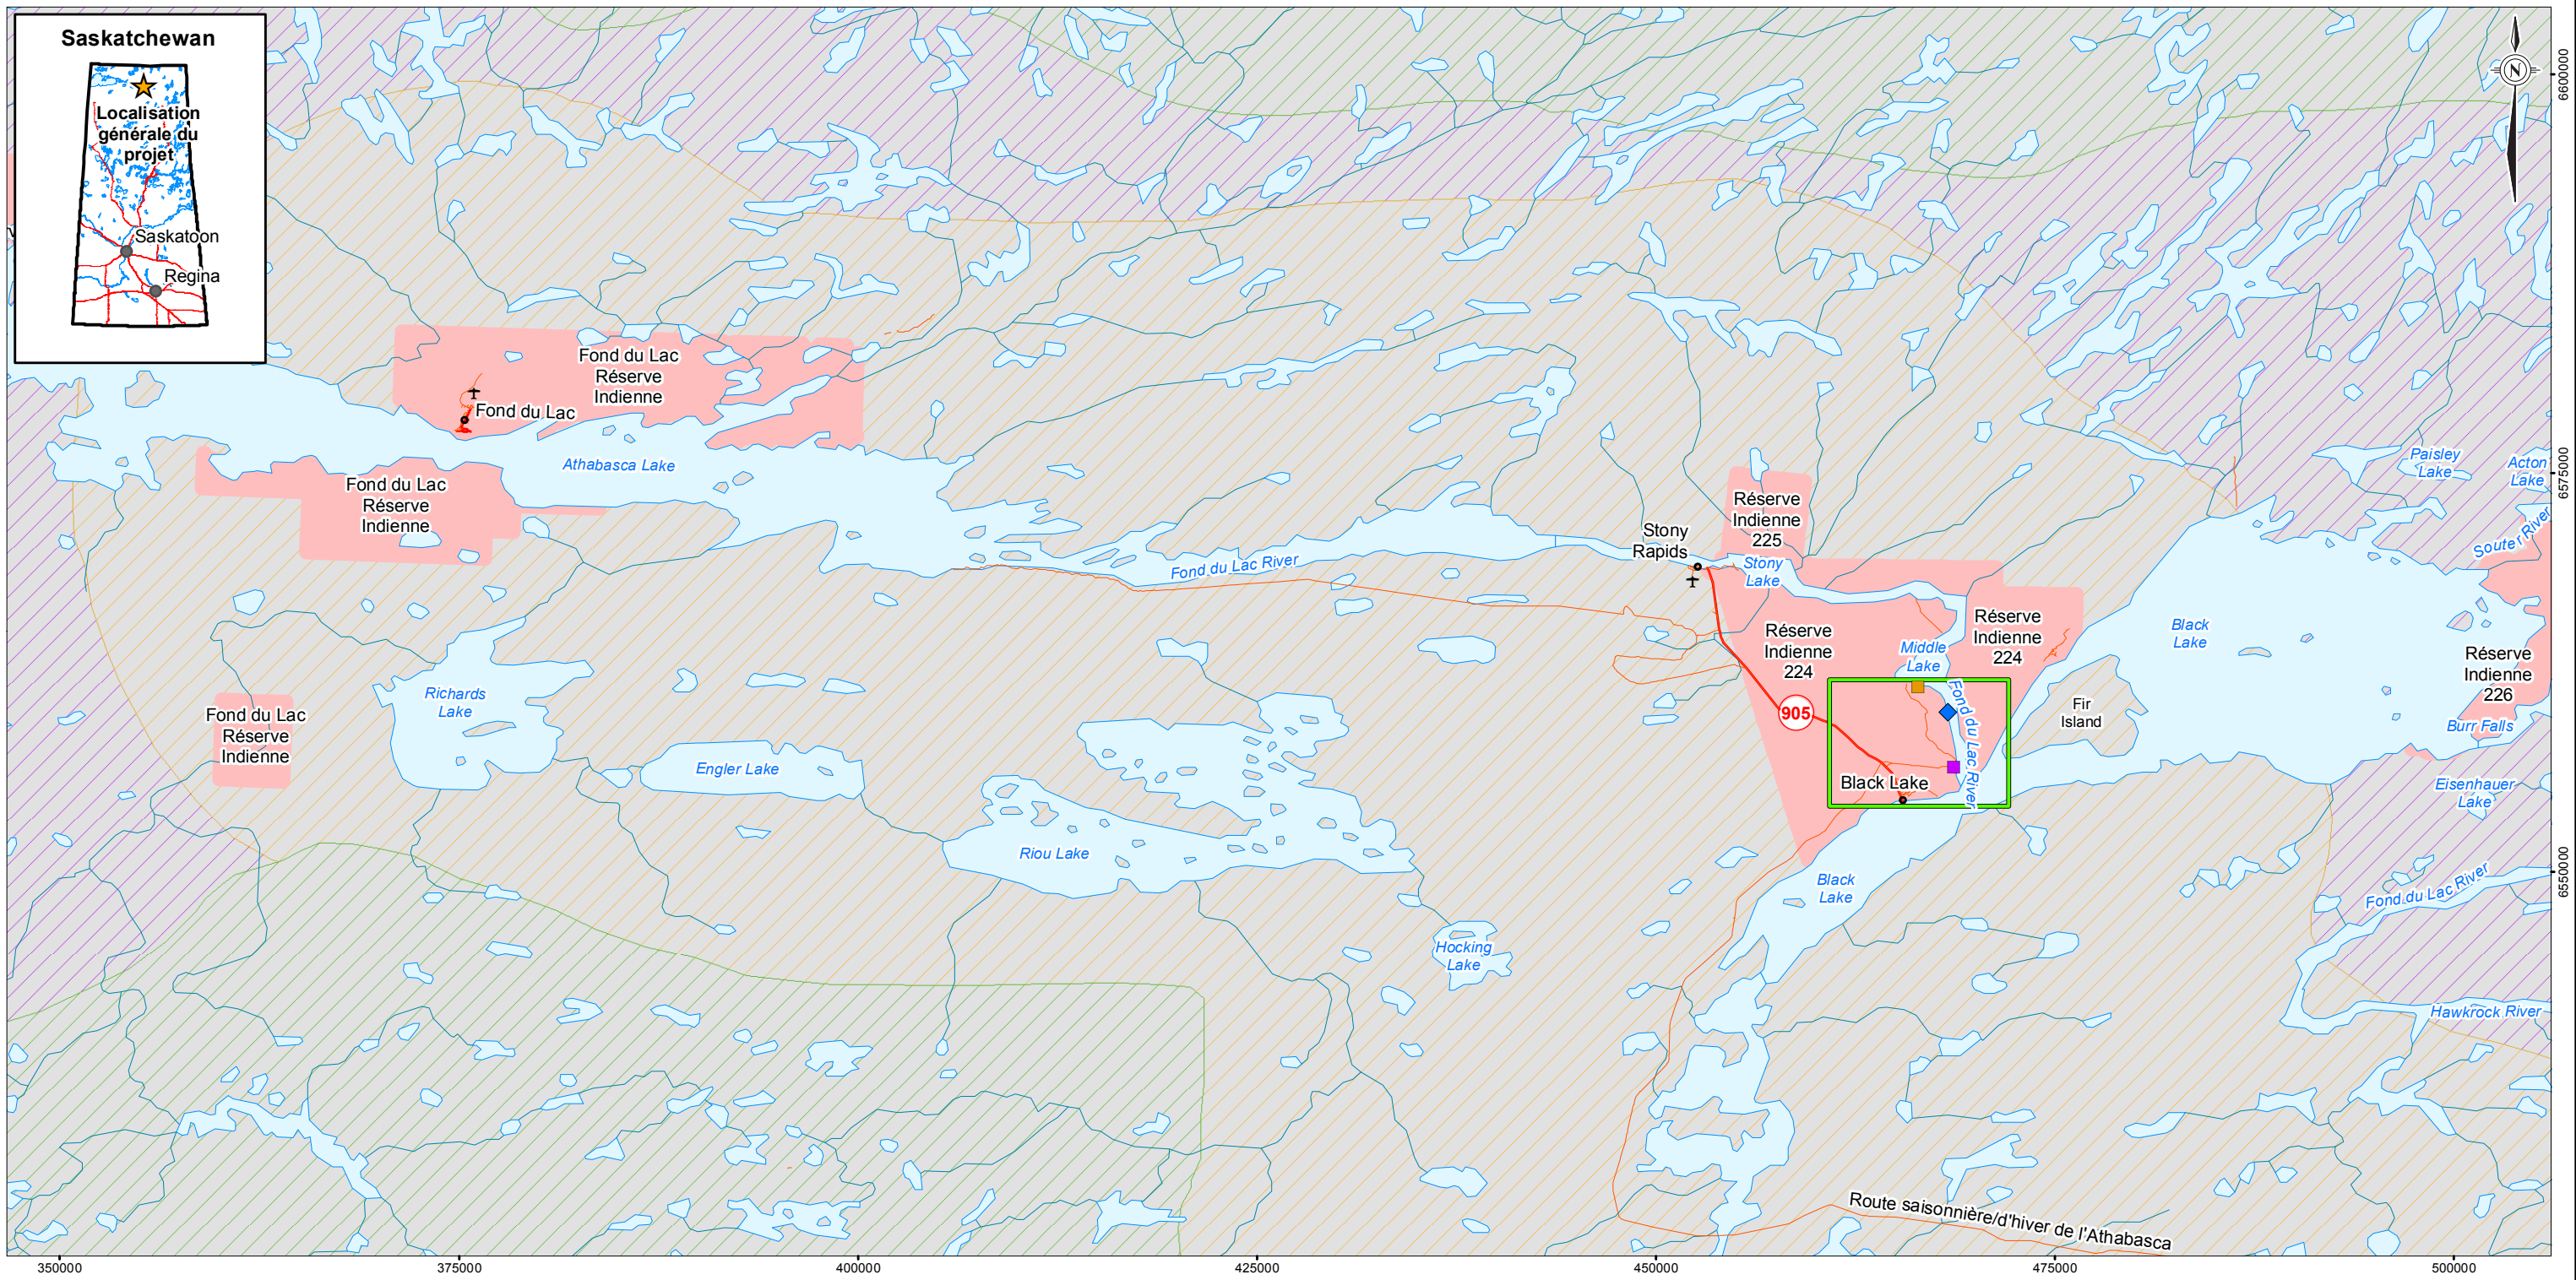 Saskatchewan
Localisation
générale du
projet
Saskatoon
Regina
N
6600000
Fond du Lac
Réserve
Indienne
Fond du Lac
Athabasca Lake
Fond du Lac
Réserve
Indienne
Paisley
Lake
Acton
Lake
6575000
Réserve
Indienne
225
Stony
Rapids
Stony
Lake
Fond du Lac River
Souter River
Réserve
Indienne
224
Réserve
Indienne
224
Middle
Lake
Black
Lake
Réserve
Indienne
226
Richards
Lake
Fond du Lac
Réserve
Indienne
905
Fond du Lac River
Fir
Island
Burr Falls
Engler Lake
Black Lake
Eisenhauer
Lake
Riou Lake
Black
Lake
6550000
Fond du Lac River
Hocking
Lake
Hawkrock River
Route saisonnière/d'hiver de l'Athabasca
350000
375000
400000
425000
450000
475000
500000